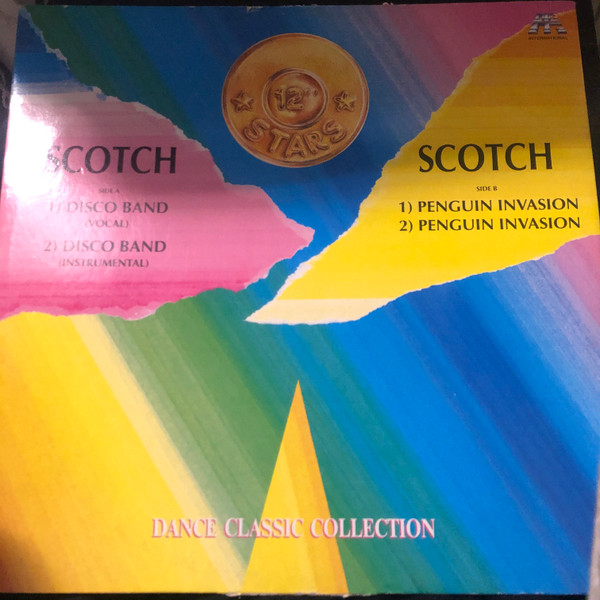 INTERNATIONAL
12"
STARS
SCOTCH
SIDE A
1) DISCO BAND
(VOCAL)
2) DISCO BAND
(INSTRUMENTAL)
SCOTCH
SIDE B
1) PENGUIN INVASION
2) PENGUIN INVASION
DANCE CLASSIC COLLECTION